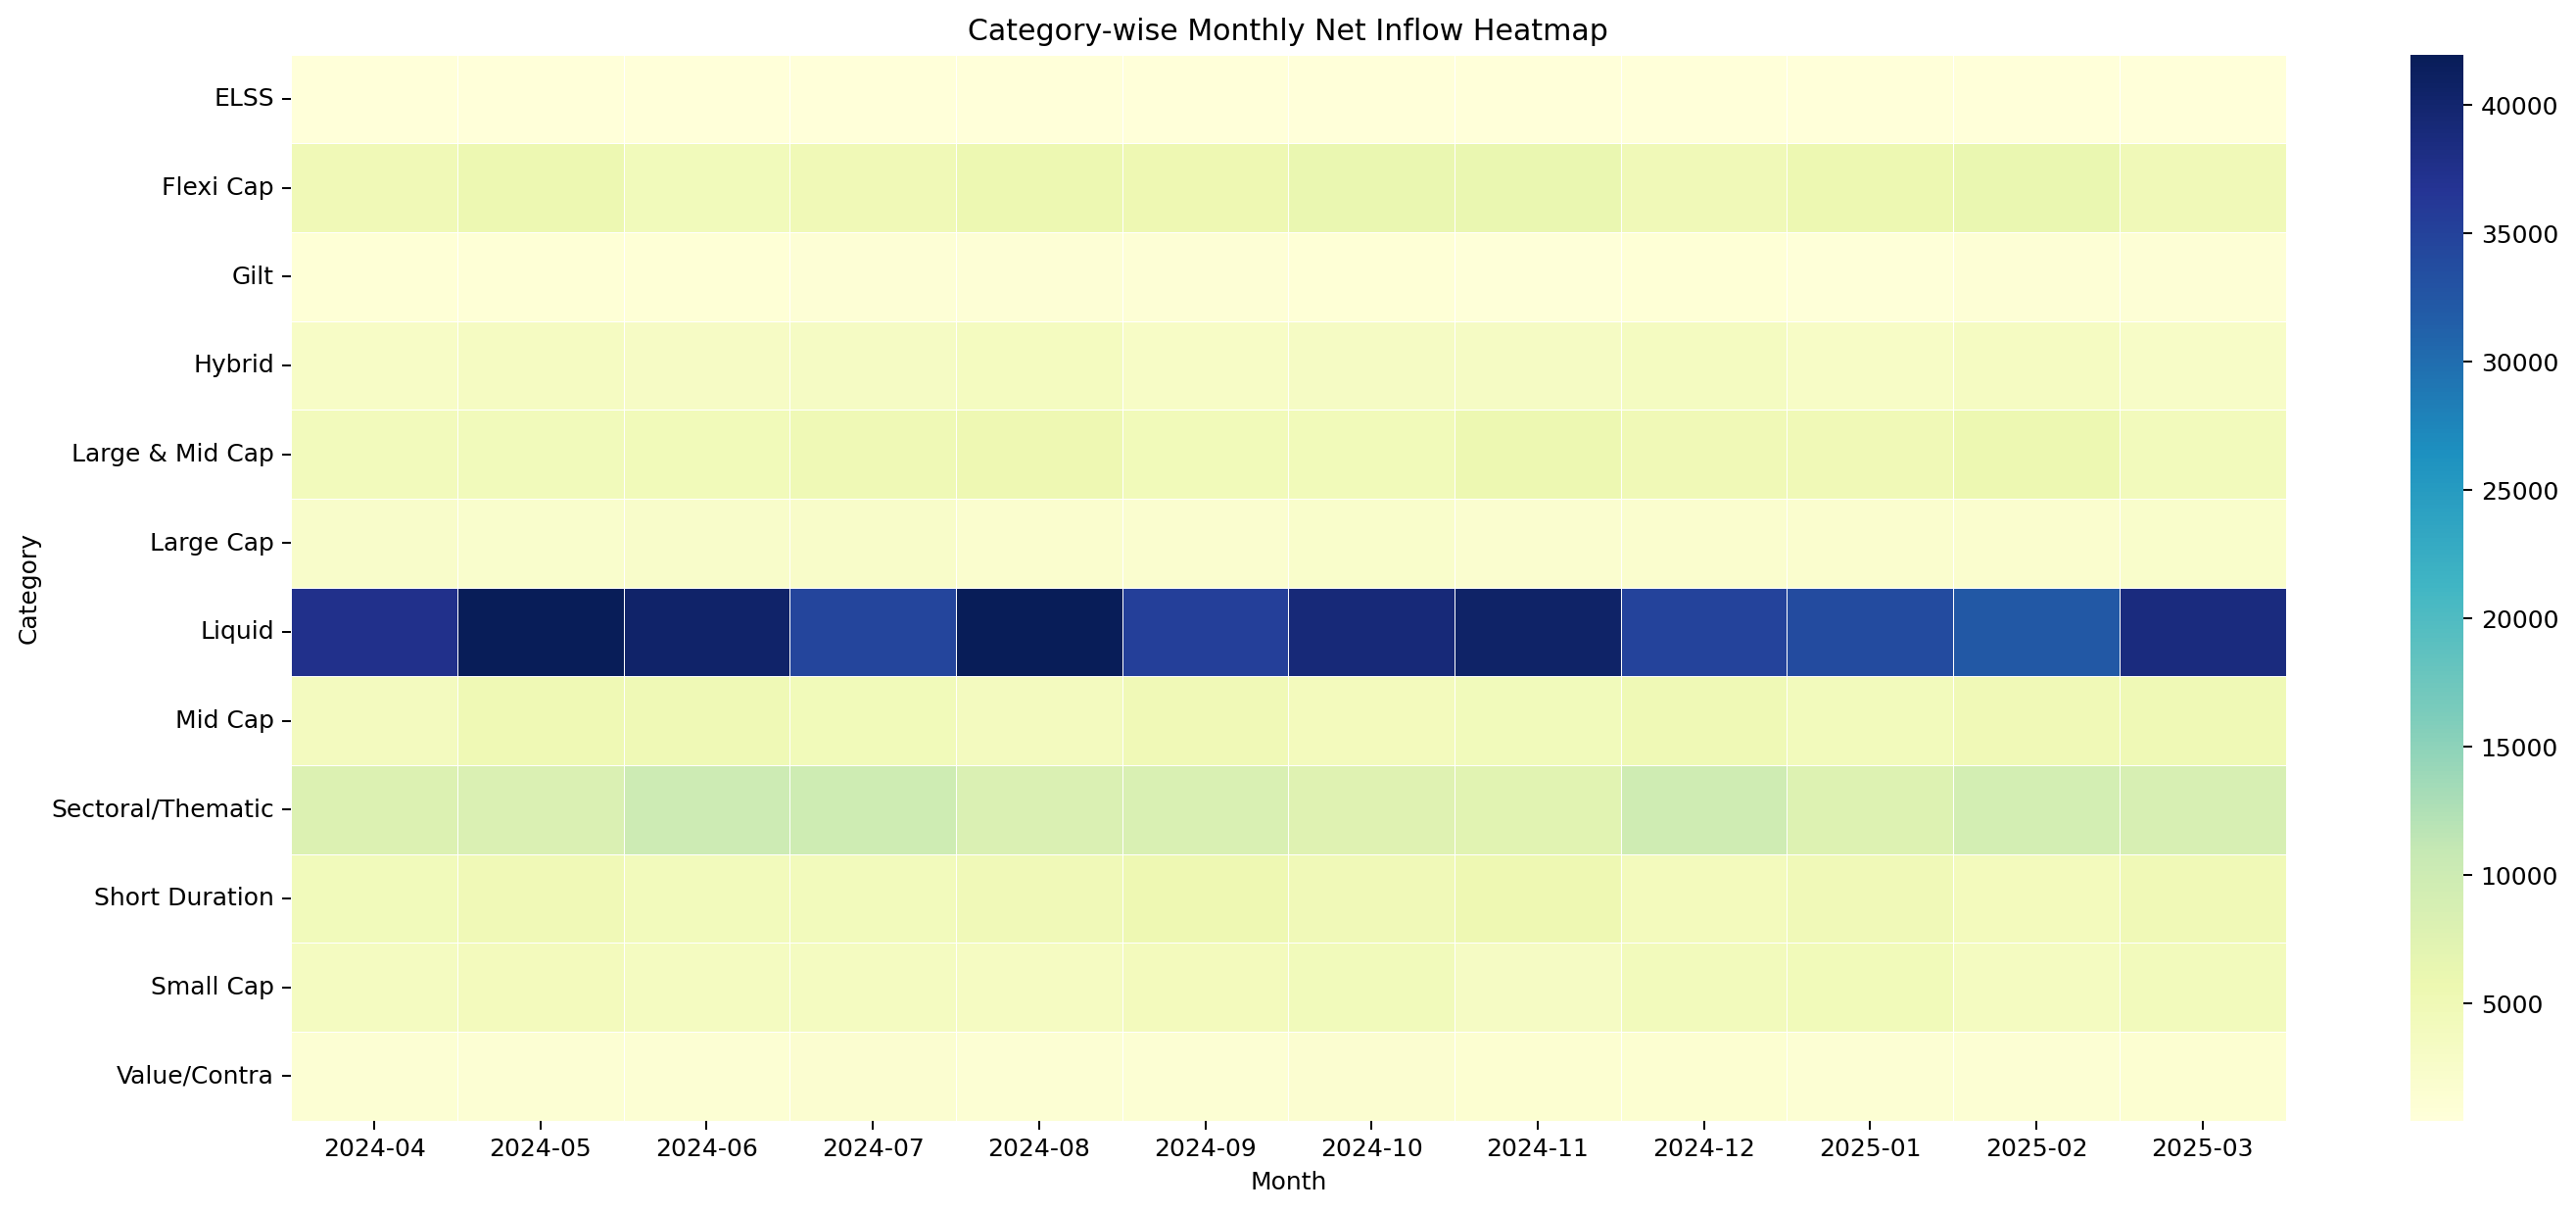 Category-wise Monthly Net Inflow Heatmap
Category
ELSS
Flexi Cap
Gilt
Hybrid
Large & Mid Cap
Large Cap
Liquid
Mid Cap
Sectoral/Thematic
Short Duration
Small Cap
Value/Contra
2024-04 2024-05 2024-06 2024-07 2024-08 2024-09 2024-10 2024-11 2024-12 2025-01 2025-02 2025-03
Month
40000
35000
30000
25000
20000
15000
10000
5000